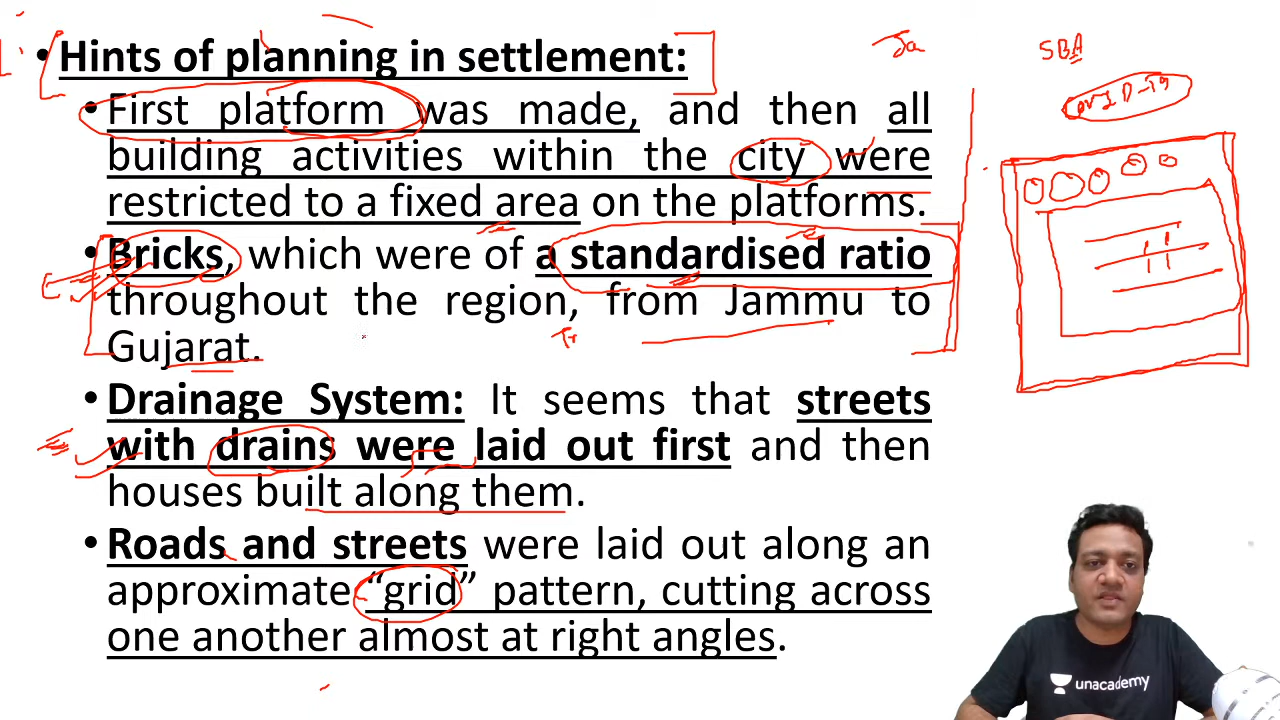 • Hints of planning in settlement:
• First platform was made, and then all
building activities within the city were
restricted to a fixed area on the platforms.
• Bricks, which were of a standardised ratio
throughout the region, from Jammu to
Gujarat.
• Drainage System: It seems that streets
with drains were laid out first and then
houses built along them.
• Roads and streets were laid out along an
approximate “grid” pattern, cutting across
one another almost at right angles.
Ja
SBA
Tr
unacademy